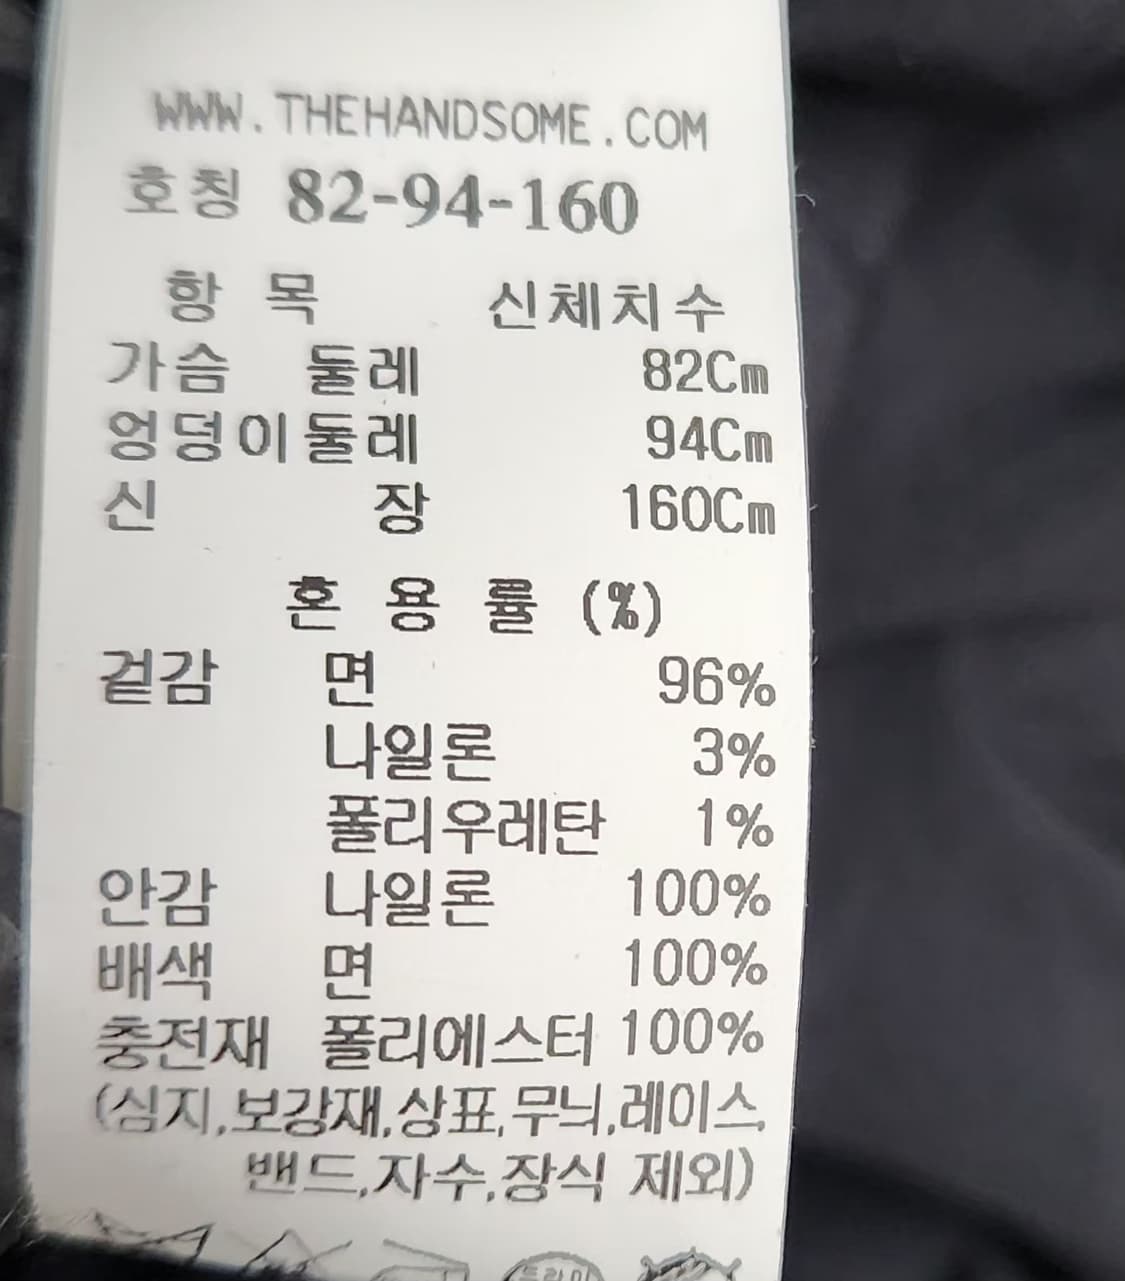 WWW.THEHANDSOME.COM
호칭 82-94-160
항 목 신체치수
가슴 둘레 82Cm
엉덩이둘레 94Cm
신 장 160Cm
혼 용 률 (%)
겉감 면 96%
나일론 3%
폴리우레탄 1%
안감 나일론 100%
배색 면 100%
충전재 폴리에스터 100%
(심지,보강재,상표,무늬,레이스,
밴드,자수,장식 제외)